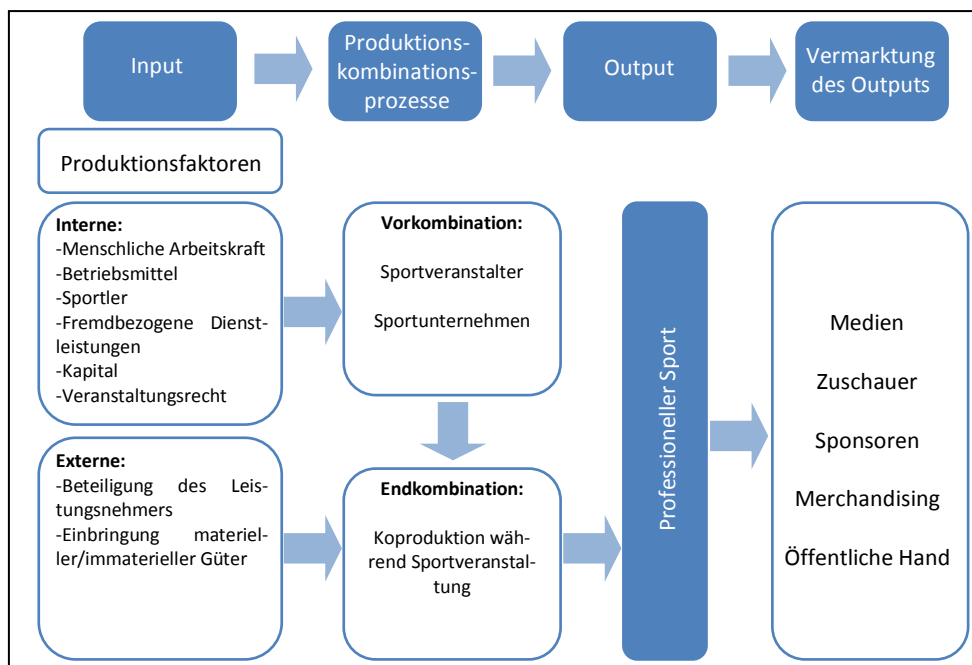 Input
Produktions-
kombinations-
prozesse
Output
Vermarktung
des Outputs
Produktionsfaktoren
Interne:
-Menschliche Arbeitskraft
-Betriebsmittel
-Sportler
-Fremdbezogene Dienst-
leistungen
-Kapital
-Veranstaltungsrecht
Vorkombination:
Sportveranstalter
Sportunternehmen
Externe:
-Beteiligung des Leis-
tungsnehmers
-Einbringung materiel-
ler/immaterieller Güter
Endkombination:
Koproduktion wäh-
rend Sportveranstal-
tung
Professioneller Sport
Medien
Zuschauer
Sponsoren
Merchandising
Öffentliche Hand